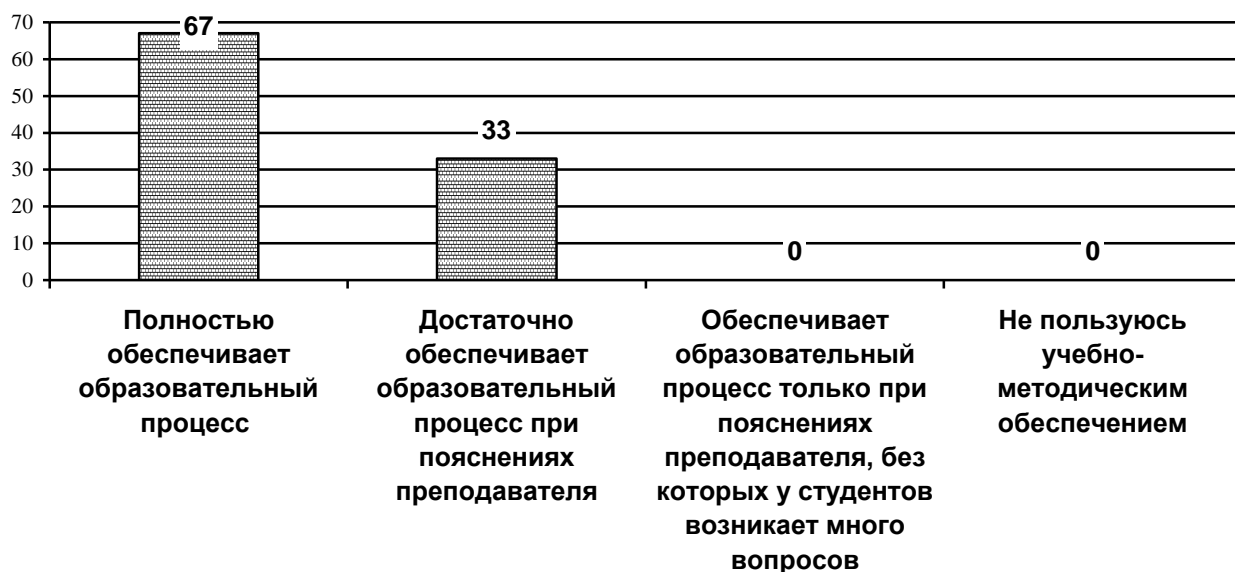 70
60
50
40
30
20
10
0
67
33
0
0
Полностью
обеспечивает
образовательный
процесс
Достаточно
обеспечивает
образовательный
процесс при
пояснениях
преподавателя
Обеспечивает
образовательный
процесс только при
пояснениях
преподавателя, без
которых у студентов
возникает много
вопросов
Не пользуюсь
учебно-
методическим
обеспечением